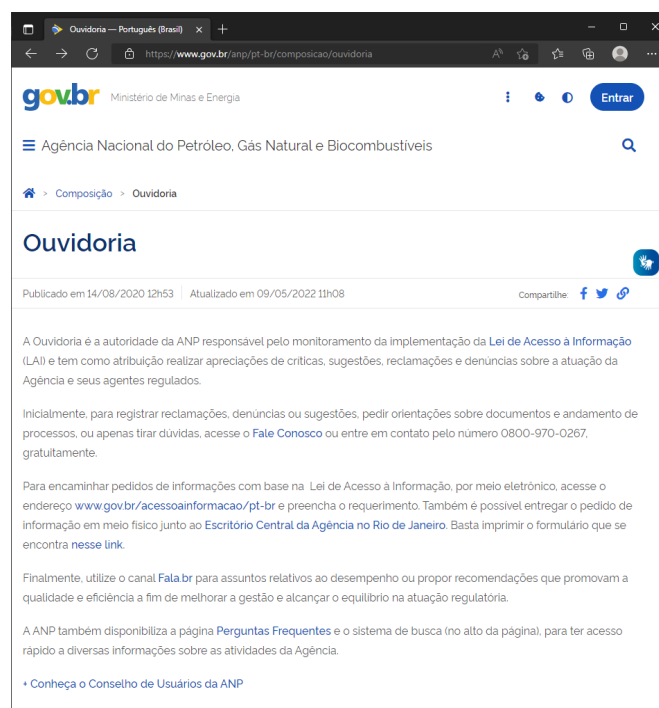 Ouvidoria — Português (Brasil)
https://www.gov.br/anp/pt-br/composicao/ouvidoria
gov.br Ministério de Minas e Energia
Entrar
Agência Nacional do Petróleo, Gás Natural e Biocombustíveis
> Composição > Ouvidoria
Ouvidoria
Publicado em 14/08/2020 12h53 | Atualizado em 09/05/2022 11h08
Compartilhe:
A Ouvidoria é a autoridade da ANP responsável pelo monitoramento da implementação da Lei de Acesso à Informação
(LAI) e tem como atribuição realizar apreciações de críticas, sugestões, reclamações e denúncias sobre a atuação da
Agência e seus agentes regulados.
Inicialmente, para registrar reclamações, denúncias ou sugestões, pedir orientações sobre documentos e andamento de
processos, ou apenas tirar dúvidas, acesse o Fale Conosco ou entre em contato pelo número 0800-970-0267,
gratuitamente.
Para encaminhar pedidos de informações com base na Lei de Acesso à Informação, por meio eletrônico, acesse o
endereço www.gov.br/acessoainformacao/pt-br e preencha o requerimento. Também é possível entregar o pedido de
informação em meio físico junto ao Escritório Central da Agência no Rio de Janeiro. Basta imprimir o formulário que se
encontra nesse link.
Finalmente, utilize o canal Fala.br para assuntos relativos ao desempenho ou propor recomendações que promovam a
qualidade e eficiência a fim de melhorar a gestão e alcançar o equilíbrio na atuação regulatória.
A ANP também disponibiliza a página Perguntas Frequentes e o sistema de busca (no alto da página), para ter acesso
rápido a diversas informações sobre as atividades da Agência.
+ Conheça o Conselho de Usuários da ANP